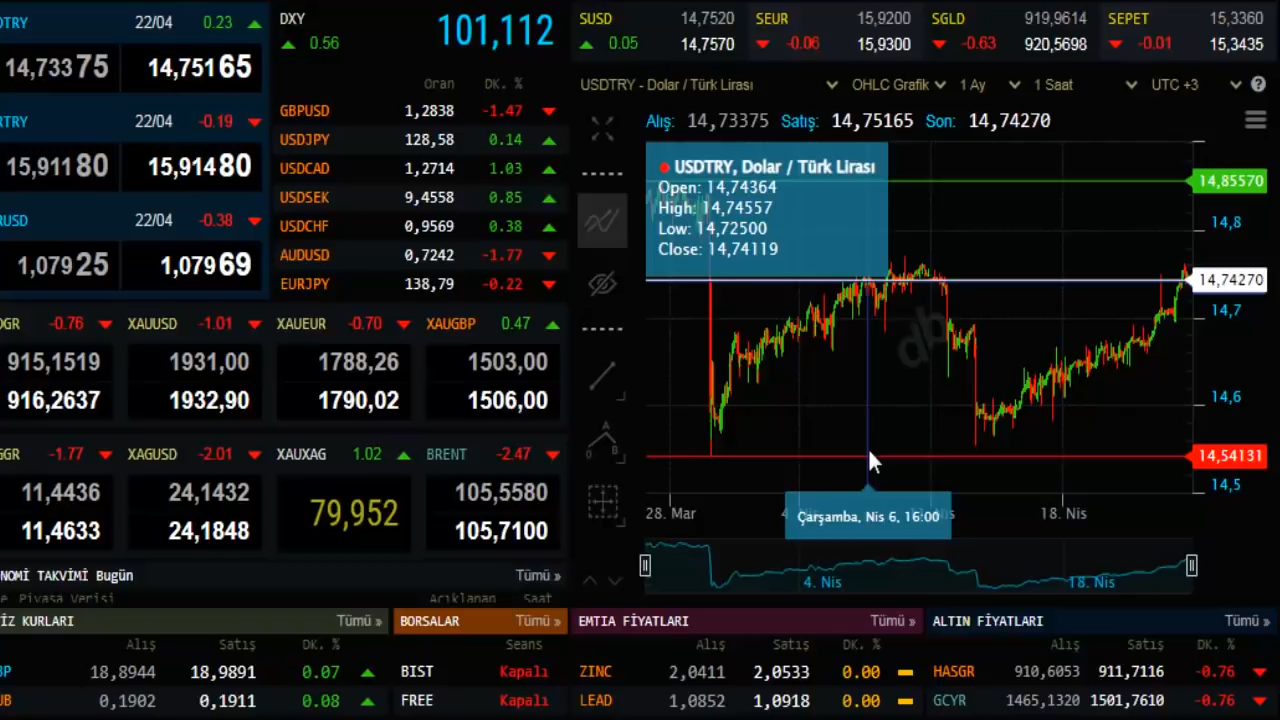 DTRY 22/04 0.23
14,73375 14,75165
RTRY 22/04 -0.19
15,91180 15,91480
RUSD 22/04 -0.38
1,07925 1,07969
DXY
0.56
101,112
Oran DK. %
GBPUSD 1,2838 -1.47
USDJPY 128,58 0.14
USDCAD 1,2714 1.03
USDSEK 9,4558 0.85
USDCHF 0,9569 0.38
AUDUSD 0,7242 -1.77
EURJPY 138,79 -0.22
SUSD 14,7520
0.05 14,7570
SEUR 15,9200
-0.06 15,9300
SGLD 919,9614
-0.63 920,5698
SEPET 15,3360
-0.01 15,3435
USDTRY - Dolar / Türk Lirası OHLC Grafik 1 Ay 1 Saat UTC +3
Alış: 14,73375 Satış: 14,75165 Son: 14,74270
USDTRY, Dolar / Türk Lirası
Open: 14,74364
High: 14,74557
Low: 14,72500
Close: 14,74119
14,85570
14,8
14,74270
14,7
14,6
14,54131
14,5
db
28. Mar 18. Nis
Çarşamba, Nis 6, 16:00
4. Nis 18. Nis
OGR -0.76 XAUUSD -1.01 XAUEUR -0.70 XAUGBP 0.47
915,1519 1931,00 1788,26 1503,00
916,2637 1932,90 1790,02 1506,00
GGR -1.77 XAGUSD -2.01 XAUXAG 1.02 BRENT -2.47
11,4436 24,1432 79,952 105,5580
11,4633 24,1848 105,7100
NOMİ TAKVİMİ Bugün Tümü »
Piyasa Verisi Açıklanan Saat
İZ KURLARI Tümü »
Alış Satış DK. %
BP 18,8944 18,9891 0.07
UB 0,1902 0,1911 0.08
BORSALAR Tümü »
Seans
BIST Kapalı
FREE Kapalı
EMTIA FİYATLARI Tümü »
Alış Satış DK. %
ZINC 2,0411 2,0533 0.00
LEAD 1,0852 1,0918 0.00
ALTIN FİYATLARI Tümü »
Alış Satış DK. %
HASGR 910,6053 911,7116 -0.76
GCYR 1465,1320 1501,7610 -0.76